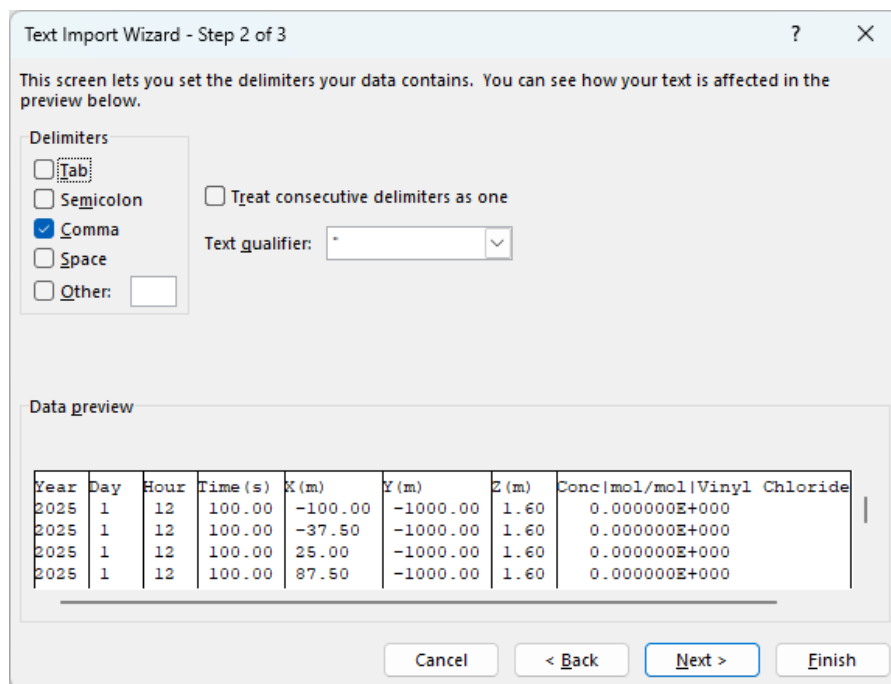 Text Import Wizard - Step 2 of 3 ?
This screen lets you set the delimiters your data contains. You can see how your text is affected in the
preview below.
Delimiters
Tab
Semicolon
Comma
Space
Other:
Treat consecutive delimiters as one
Text qualifier: "
Data preview
Year Day Hour Time(s) X(m) Y(m) Z(m) Conc|mol/mol|Vinyl Chloride
2025 1 12 100.00 -100.00 -1000.00 1.60 0.000000E+000
2025 1 12 100.00 -37.50 -1000.00 1.60 0.000000E+000
2025 1 12 100.00 25.00 -1000.00 1.60 0.000000E+000
2025 1 12 100.00 87.50 -1000.00 1.60 0.000000E+000
Cancel < Back Next > Finish